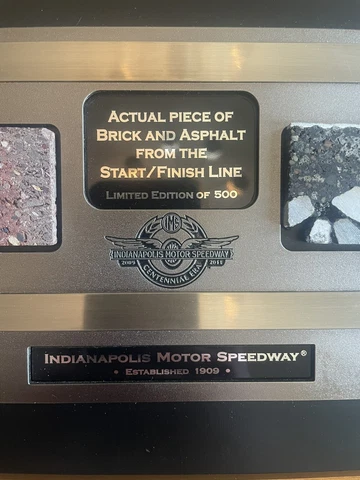 ACTUAL PIECE OF
BRICK AND ASPHALT
FROM THE
START/FINISH LINE
LIMITED EDITION OF 500
IMS
INDIANAPOLIS MOTOR SPEEDWAY
2009 2011
CENTENNIAL ERA
INDIANAPOLIS MOTOR SPEEDWAY®
• ESTABLISHED 1909 •